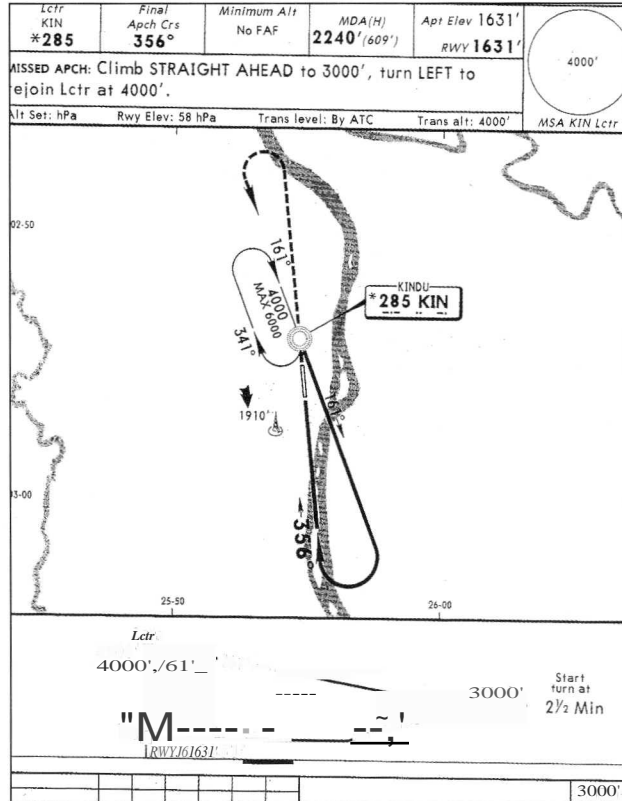 Lctr
KIN
*285
Final
Apch Crs
356°
Minimum Alt
No FAF
MDA(H)
2240' (609')
Apt Elev 1631'
RWY 1631'
4000'
MSA KIN Lctr
MISSED APCH: Climb STRAIGHT AHEAD to 3000', turn LEFT to
rejoin Lctr at 4000'.
Alt Set: hPa Rwy Elev: 58 hPa Trans level: By ATC Trans alt: 4000'
02-50
161°
4000
MAX 6000
341°
KINDU
*285 KIN
1910'
161°
03-00
356°
25-50
26-00
Lctr
4000',/61'_ '
-----
3000'
Start
turn at
2½ Min
"M----- - --~,'
RWYJ61631'
3000'